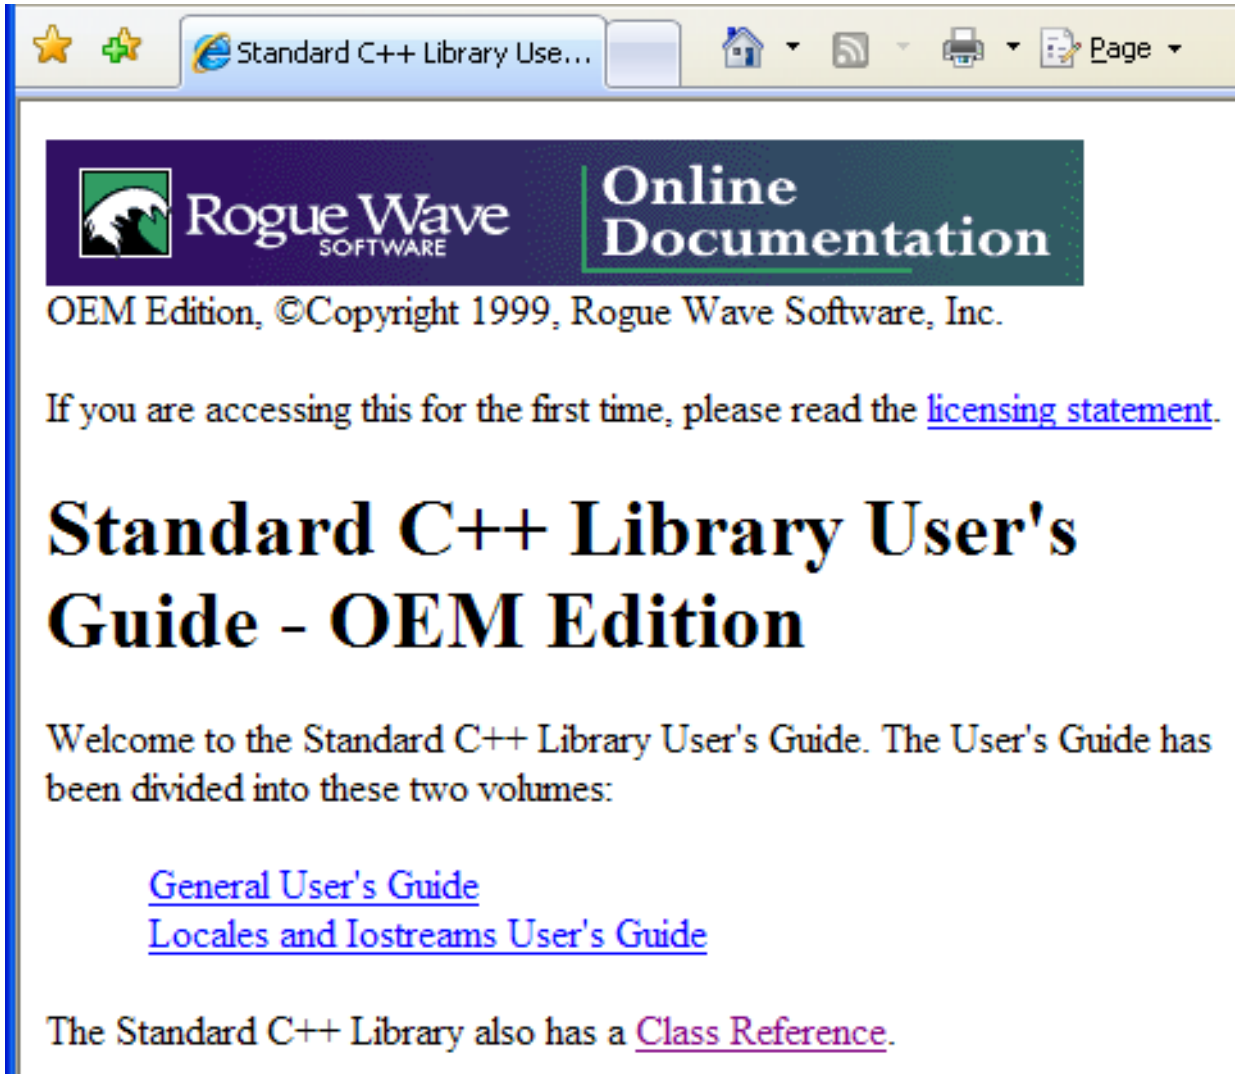 Standard C++ Library Use...
Page
Rogue Wave
SOFTWARE
Online
Documentation
OEM Edition, ©Copyright 1999, Rogue Wave Software, Inc.
If you are accessing this for the first time, please read the licensing statement.
Standard C++ Library User's
Guide - OEM Edition
Welcome to the Standard C++ Library User's Guide. The User's Guide has
been divided into these two volumes:
General User's Guide
Locales and Iostreams User's Guide
The Standard C++ Library also has a Class Reference.